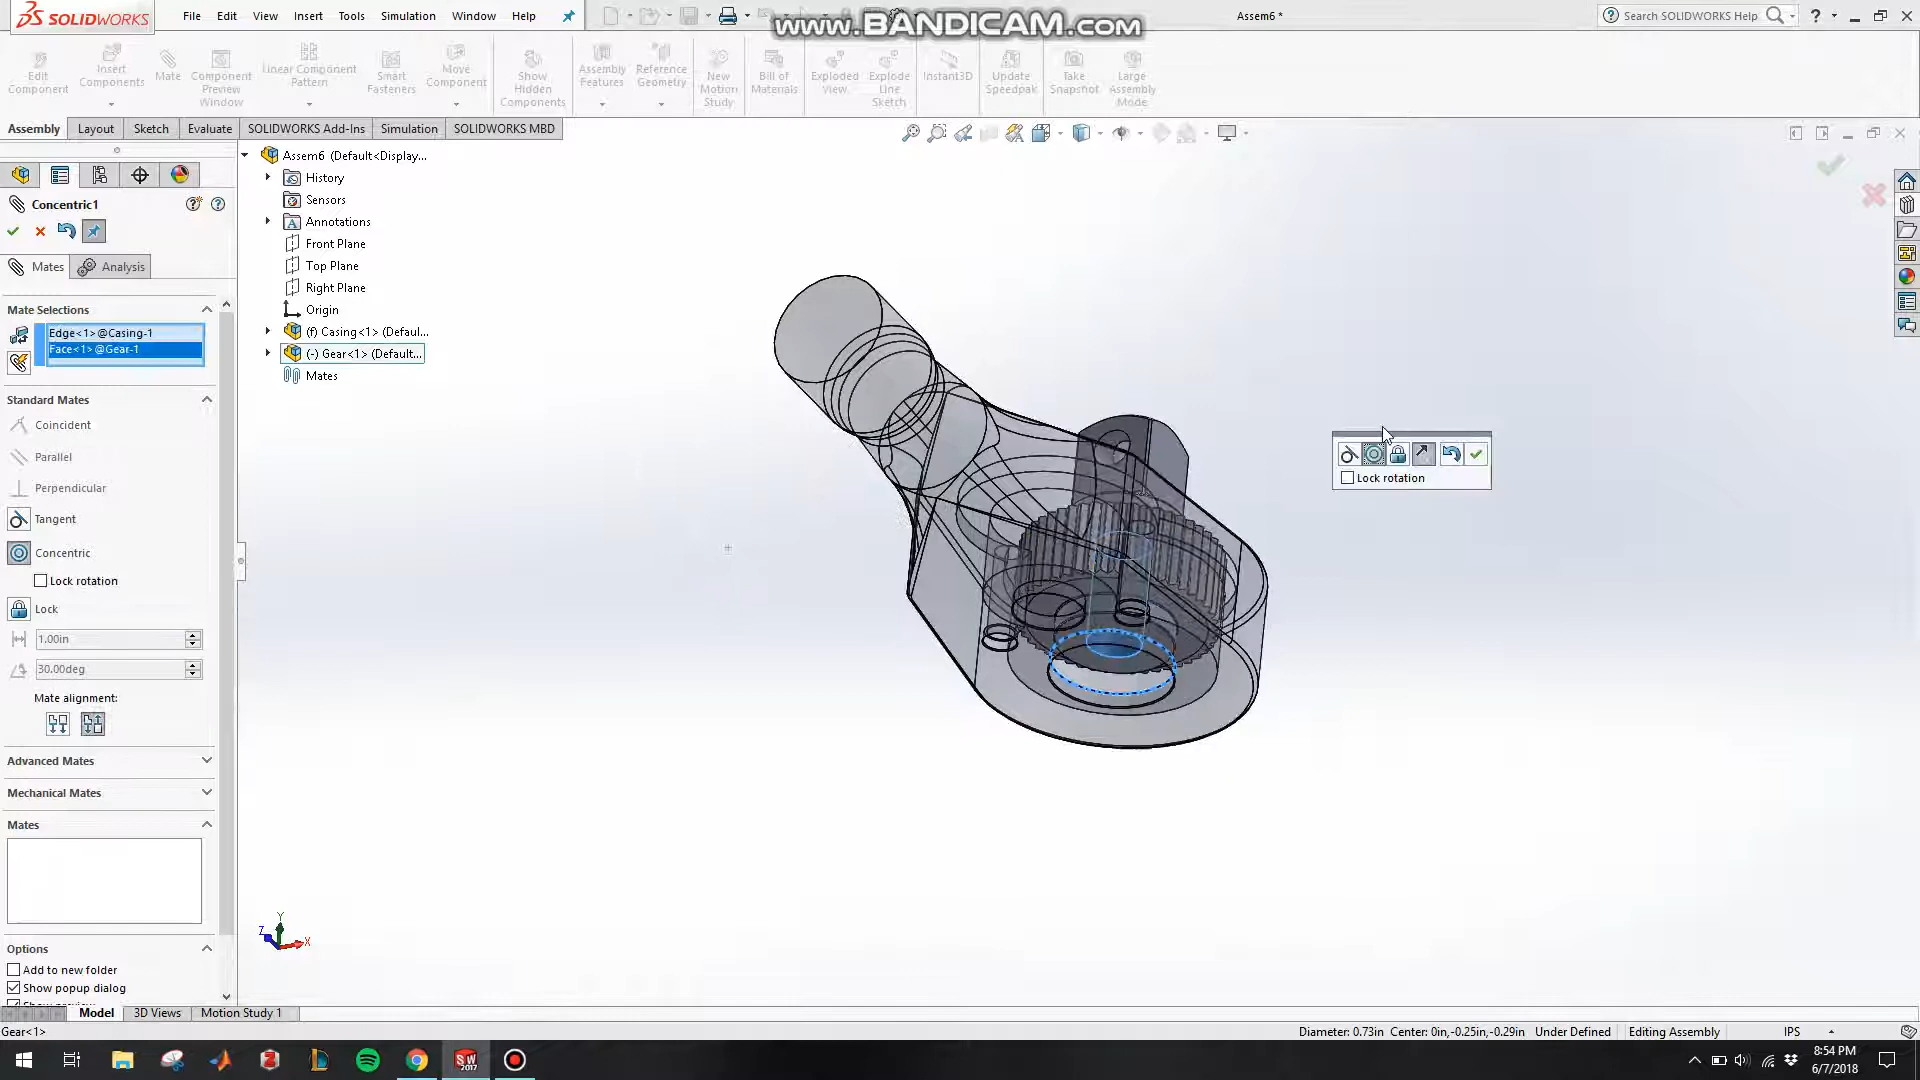 SOLIDWORKS
File Edit View Insert Tools Simulation Window Help
www.BANDICAM.com
Assem6 *
Search SOLIDWORKS Help
Edit Component
Insert Components
Mate
Component Preview Window
Linear Component Pattern
Smart Fasteners
Move Component
Show Hidden Components
Assembly Features
Reference Geometry
New Motion Study
Bill of Materials
Exploded View
Explode Line Sketch
Instant3D
Update Speedpak
Take Snapshot
Large Assembly Mode
Assembly Layout Sketch Evaluate SOLIDWORKS Add-Ins Simulation SOLIDWORKS MBD
Concentric1
Mates Analysis
Mate Selections
Edge<1>@Casing-1
Face<1>@Gear-1
Standard Mates
Coincident
Parallel
Perpendicular
Tangent
Concentric
Lock rotation
Lock
1.00in
30.00deg
Mate alignment:
Advanced Mates
Mechanical Mates
Mates
Options
Add to new folder
Show popup dialog
Assem6 (Default<Display...
History
Sensors
Annotations
Front Plane
Top Plane
Right Plane
Origin
(f) Casing<1> (Defaul...
(-) Gear<1> (Default...
Mates
Lock rotation
Y
Z
X
Model 3D Views Motion Study 1
Gear<1>
Diameter: 0.73in Center: 0in,-0.25in,-0.29in Under Defined Editing Assembly IPS
SW 2017
8:54 PM
6/7/2018